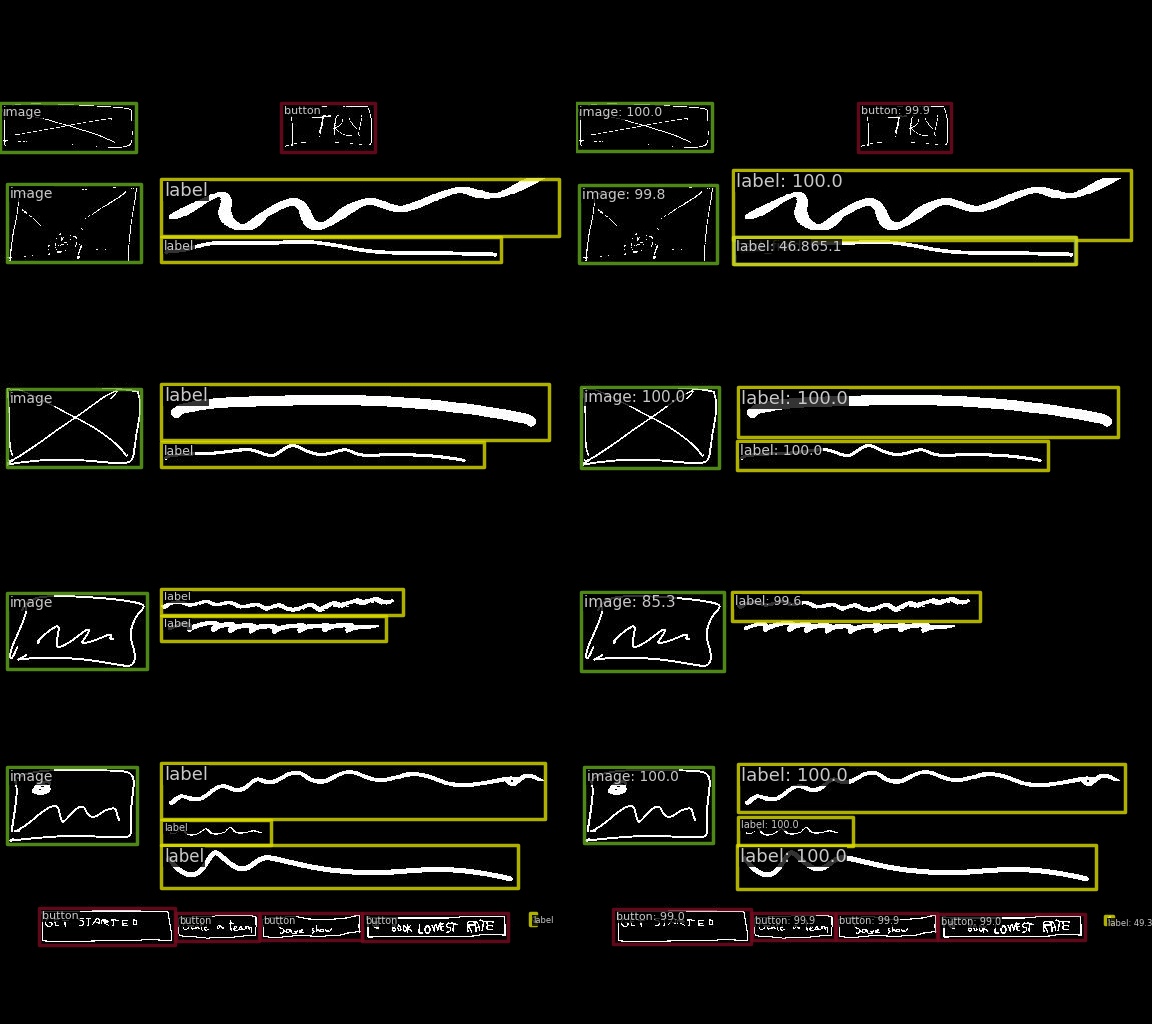 image button image: 100.0 button: 99.9
TRY TRY
image label image: 99.8 label: 100.0
label label: 46.865.1
image label image: 100.0 label: 100.0
label label: 100.0
image label image: 85.3 label: 99.6
label
image label image: 100.0 label: 100.0
label label: 100.0
label label: 100.0
button button button button label button: 99.0 button: 99.9 button: 99.9 button: 99.0 label: 49.3
GET STARTED a team show LOWEST RATE GET STARTED a team show LOWEST RATE